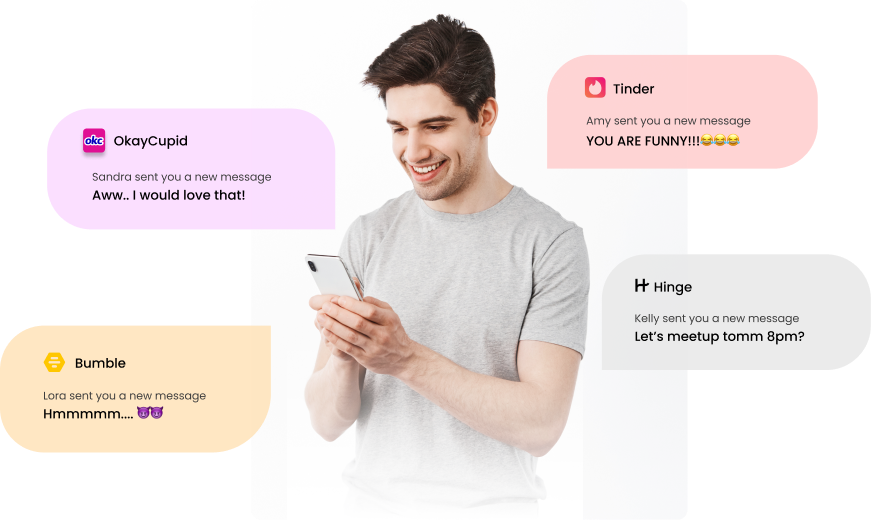 Tinder
Amy sent you a new message
YOU ARE FUNNY!!!😂😂😂
okc OkayCupid
Sandra sent you a new message
Aww.. I would love that!
H Hinge
Kelly sent you a new message
Let's meetup tomm 8pm?
Bumble
Lora sent you a new message
Hmmmmm.... 😈😈